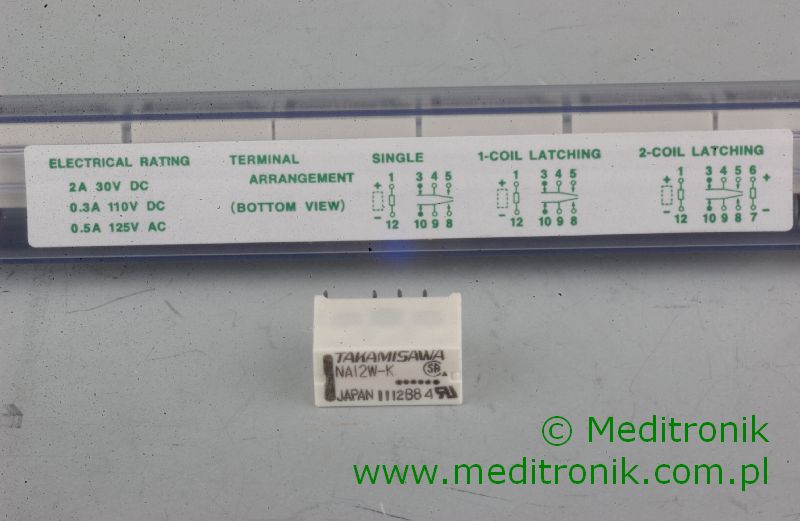 ELECTRICAL RATING
2A 30V DC
0.3A 110V DC
0.5A 125V AC
TERMINAL
ARRANGEMENT
(BOTTOM VIEW)
SINGLE
+ 1 3 4 5
- 12 10 9 8
1-COIL LATCHING
+ 1 3 4 5
- 12 10 9 8
2-COIL LATCHING
+ 1 3 4 5 6 +
- 12 10 9 8 7 -
TAKAMISAWA
NA12W-K
JAPAN 1112B84
© Meditronik
www.meditronik.com.pl